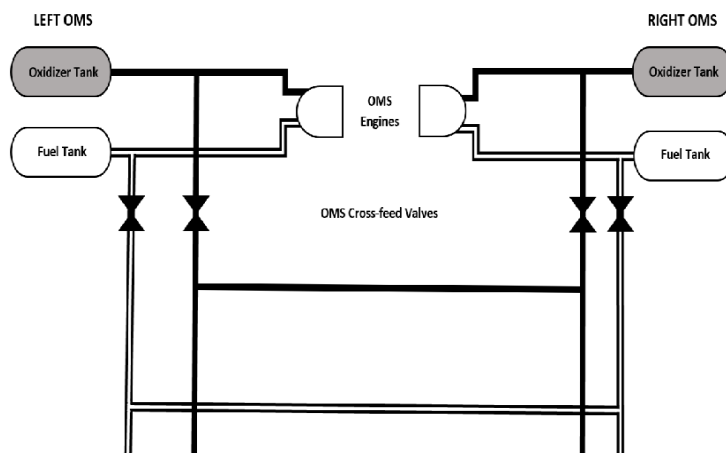 LEFT OMS
RIGHT OMS
Oxidizer Tank
OMS
Engines
Oxidizer Tank
Fuel Tank
Fuel Tank
OMS Cross-feed Valves